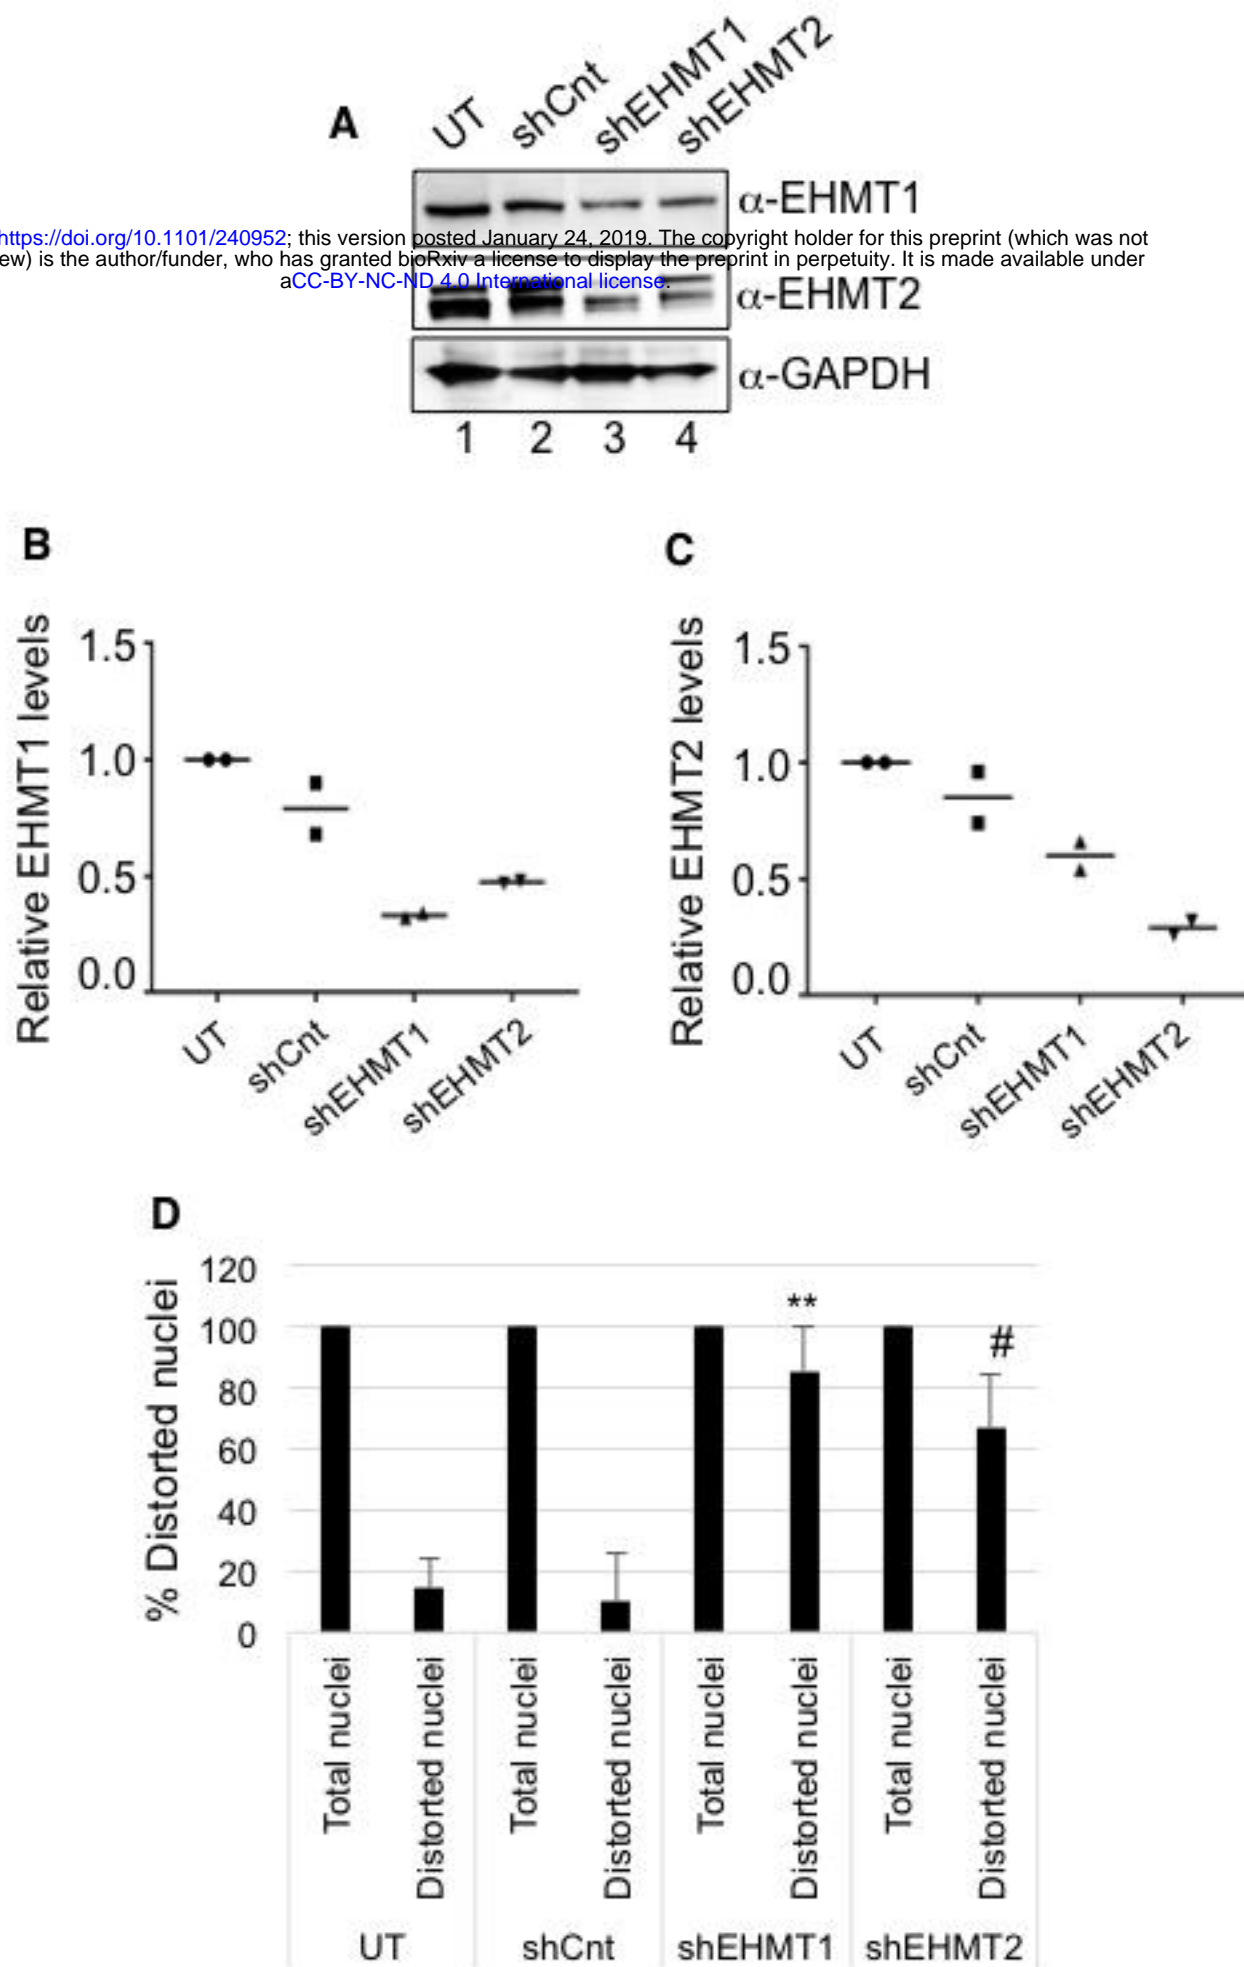 A
UT shCnt shEHMT1 shEHMT2
α-EHMT1
https://doi.org/10.1101/240952; this version posted January 24, 2019. The copyright holder for this preprint (which was not
ew) is the author/funder, who has granted bioRxiv a license to display the preprint in perpetuity. It is made available under
aCC-BY-NC-ND 4.0 International license.
α-EHMT2
α-GAPDH
1 2 3 4
B
Relative EHMT1 levels
1.5
1.0
0.5
0.0
UT shCnt shEHMT1 shEHMT2
C
Relative EHMT2 levels
1.5
1.0
0.5
0.0
UT shCnt shEHMT1 shEHMT2
D
% Distorted nuclei
120
100
80
60
40
20
0
** #
Total nuclei Distorted nuclei Total nuclei Distorted nuclei Total nuclei Distorted nuclei Total nuclei Distorted nuclei
UT shCnt shEHMT1 shEHMT2